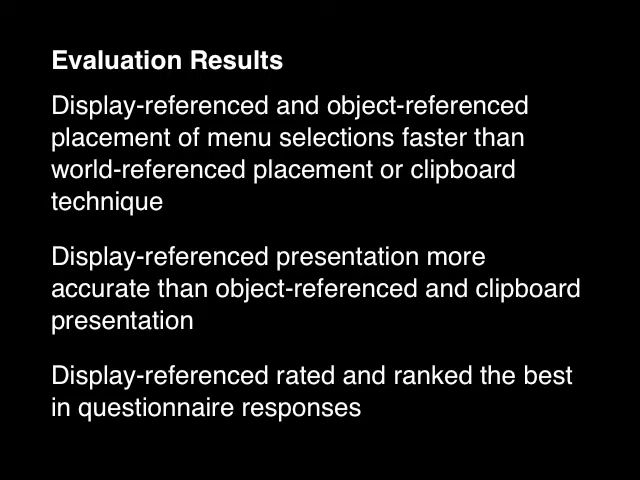 Evaluation Results
Display-referenced and object-referenced
placement of menu selections faster than
world-referenced placement or clipboard
technique
Display-referenced presentation more
accurate than object-referenced and clipboard
presentation
Display-referenced rated and ranked the best
in questionnaire responses